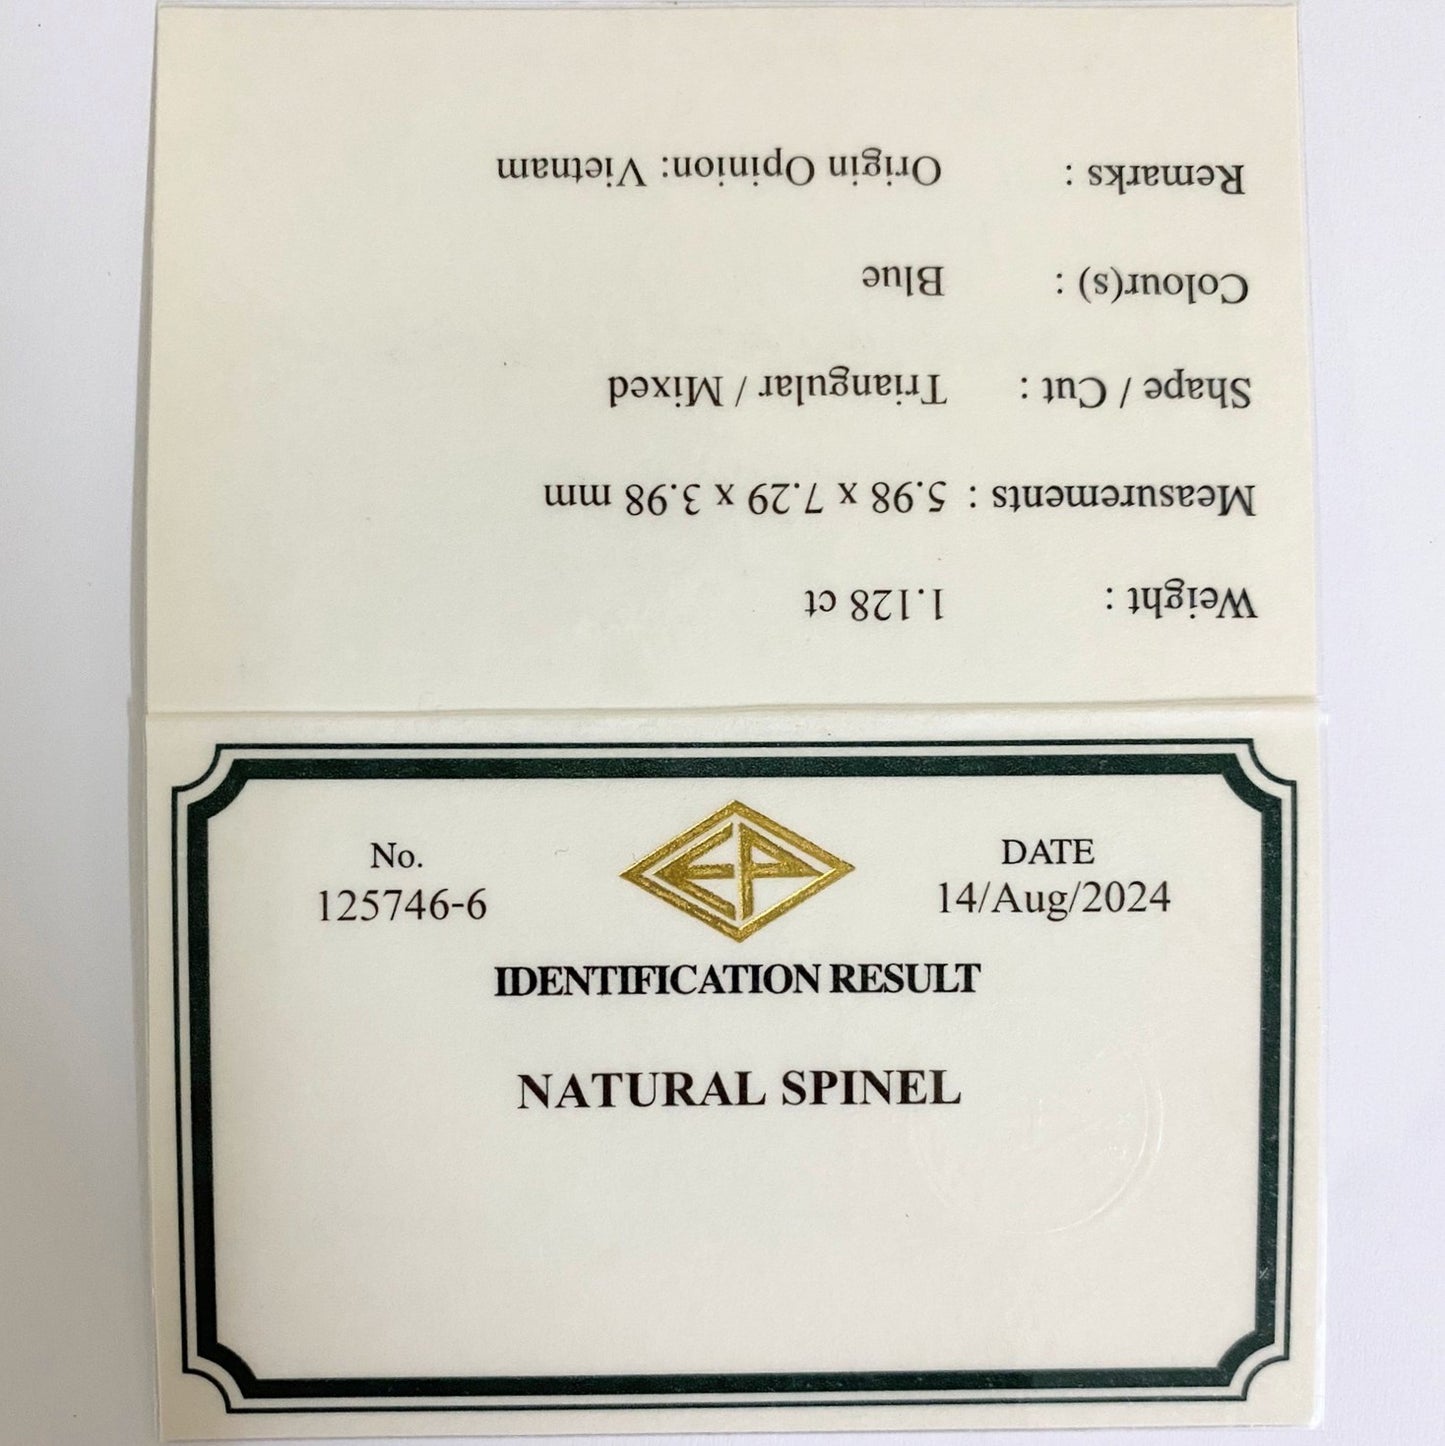 Weight : 1.128 ct
Measurements : 5.98 x 7.29 x 3.98 mm
Shape / Cut : Triangular / Mixed
Colour(s) : Blue
Remarks : Origin Opinion: Vietnam
No.
125746-6
EP
DATE
14/Aug/2024
IDENTIFICATION RESULT
NATURAL SPINEL